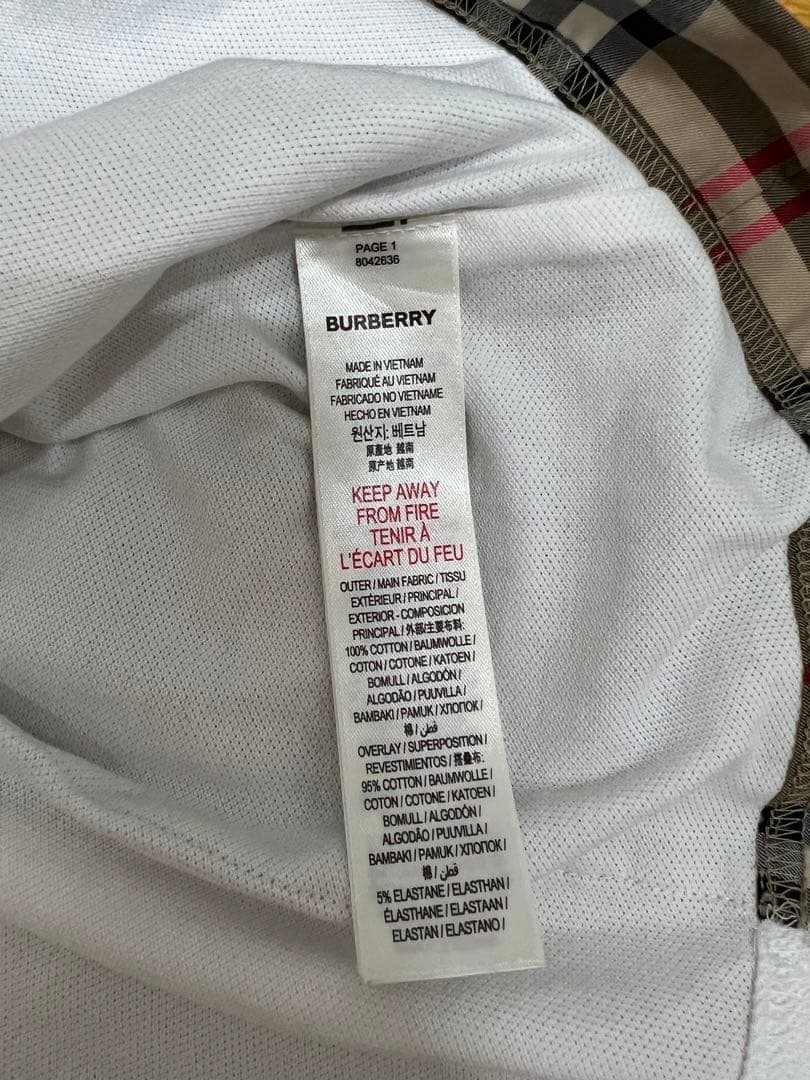 PAGE 1
8042636
BURBERRY
MADE IN VIETNAM
FABRIQUÉ AU VIETNAM
FABRICADO NO VIETNAME
HECHO EN VIETNAM
원산지: 베트남
原產地 越南
原产地 越南
KEEP AWAY
FROM FIRE
TENIR À
L'ÉCART DU FEU
OUTER / MAIN FABRIC / TISSU
EXTÉRIEUR / PRINCIPAL /
EXTERIOR - COMPOSICION
PRINCIPAL / 外部/主要布料:
100% COTTON / BAUMWOLLE /
COTON / COTONE / KATOEN /
BOMULL / ALGODÓN /
ALGODÃO / PUUVILLA /
BAMBAKI / PAMUK / ХЛОПОК /
棉 / قطن /
OVERLAY / SUPERPOSITION /
REVESTIMIENTOS / 搭疊布:
95% COTTON / BAUMWOLLE /
COTON / COTONE / KATOEN /
BOMULL / ALGODÓN /
ALGODÃO / PUUVILLA /
BAMBAKI / PAMUK / ХЛОПОК /
棉 / قطن /
5% ELASTANE / ELASTHAN /
ÉLASTHANE / ELASTAAN /
ELASTAN / ELASTANO /